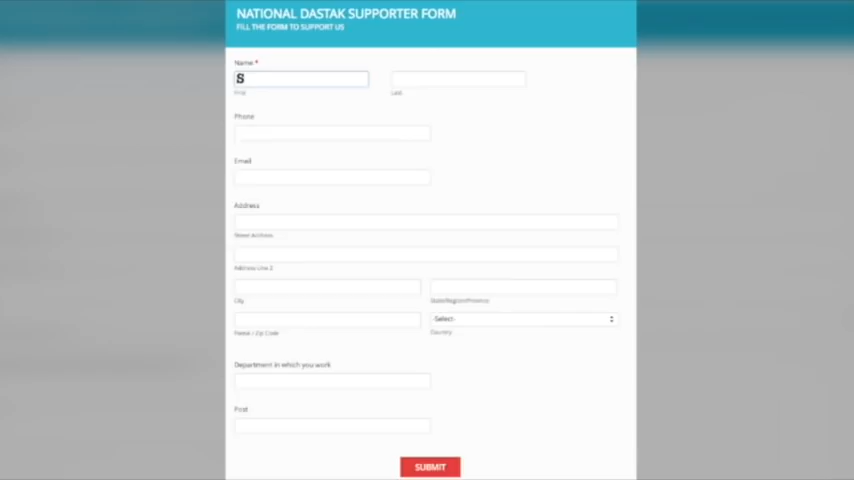 NATIONAL DASTAK SUPPORTER FORM
FILL THE FORM TO SUPPORT US
Name *
S
First
Last
Phone
Email
Address
Street Address
Address Line 2
City
State/Region/Province
Postal / Zip Code
-Select-
Country
Department in which you work
Post
SUBMIT